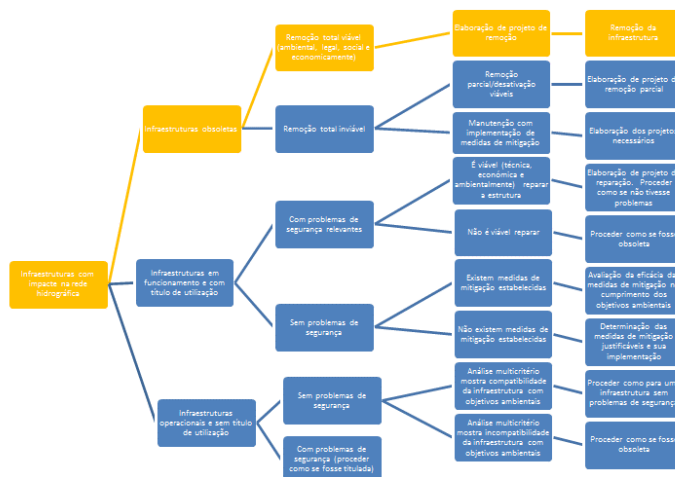 Infraestruturas com
impacte na rede
hidrográfica
Infraestruturas obsoletas
Remoção total viável
(ambiental, legal, social e
economicamente)
Elaboração de projeto de
remoção
Remoção da
infraestrutura
Remoção total inviável
Remoção
parcial/desativação
viáveis
Elaboração de projeto d
remoção parcial
Manutenção com
implementação de
medidas de mitigação
Elaboração dos projeto
necessários
Infraestruturas em
funcionamento e com
título de utilização
Com problemas de
segurança relevantes
É viável (técnica,
económica e
ambientalmente) reparar
a estrutura
Elaboração de projeto d
reparação. Proceder
como se não tivesse
problemas
Não é viável reparar
Proceder como se fosse
obsoleta
Sem problemas de
segurança
Existem medidas de
mitigação estabelecidas
Avaliação da eficácia da
medidas de mitigação n
cumprimento dos
objetivos ambientais
Não existem medidas de
mitigação estabelecidas
Determinação das
medidas de mitigação
justificáveis e sua
implementação
Infraestruturas
operacionais e sem título
de utilização
Sem problemas de
segurança
Análise multicritério
mostra compatibilidade
da infraestrutura com
objetivos ambientais
Proceder como para um
infraestrutura sem
problemas de seguranç
Análise multicritério
mostra incompatibilidade
da infraestrutura com
objetivos ambientais
Proceder como se fosse
obsoleta
Com problemas de
segurança (proceder
como se fosse titulada)